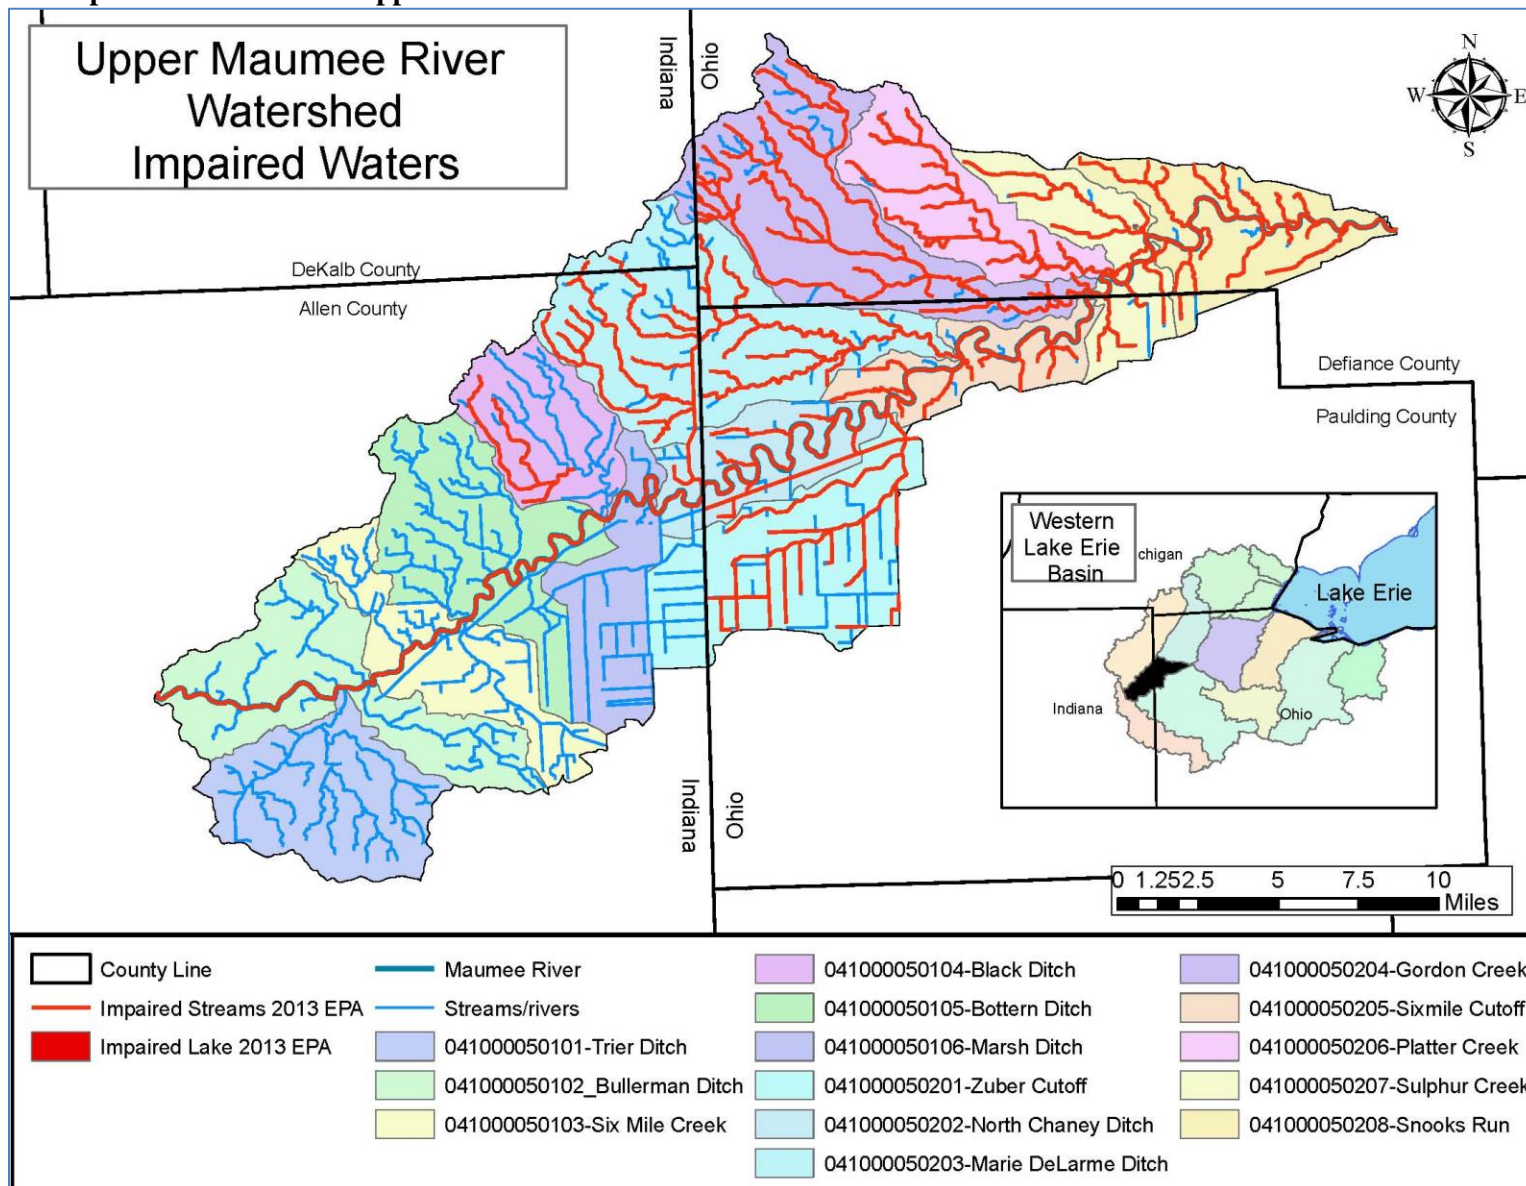 Upper Maumee River
Watershed
Impaired Waters
Indiana
Ohio
N
W
E
S
DeKalb County
Allen County
Defiance County
Paulding County
Western
Lake Erie
Basin
chigan
Lake Erie
Indiana
Ohio
Indiana
Ohio
0 1.252.5 5 7.5 10
Miles
County Line
Impaired Streams 2013 EPA
Impaired Lake 2013 EPA
Maumee River
Streams/rivers
041000050101-Trier Ditch
041000050102_Bullerman Ditch
041000050103-Six Mile Creek
041000050104-Black Ditch
041000050105-Bottern Ditch
041000050106-Marsh Ditch
041000050201-Zuber Cutoff
041000050202-North Chaney Ditch
041000050203-Marie DeLarme Ditch
041000050204-Gordon Creek
041000050205-Sixmile Cutoff
041000050206-Platter Creek
041000050207-Sulphur Creek
041000050208-Snooks Run